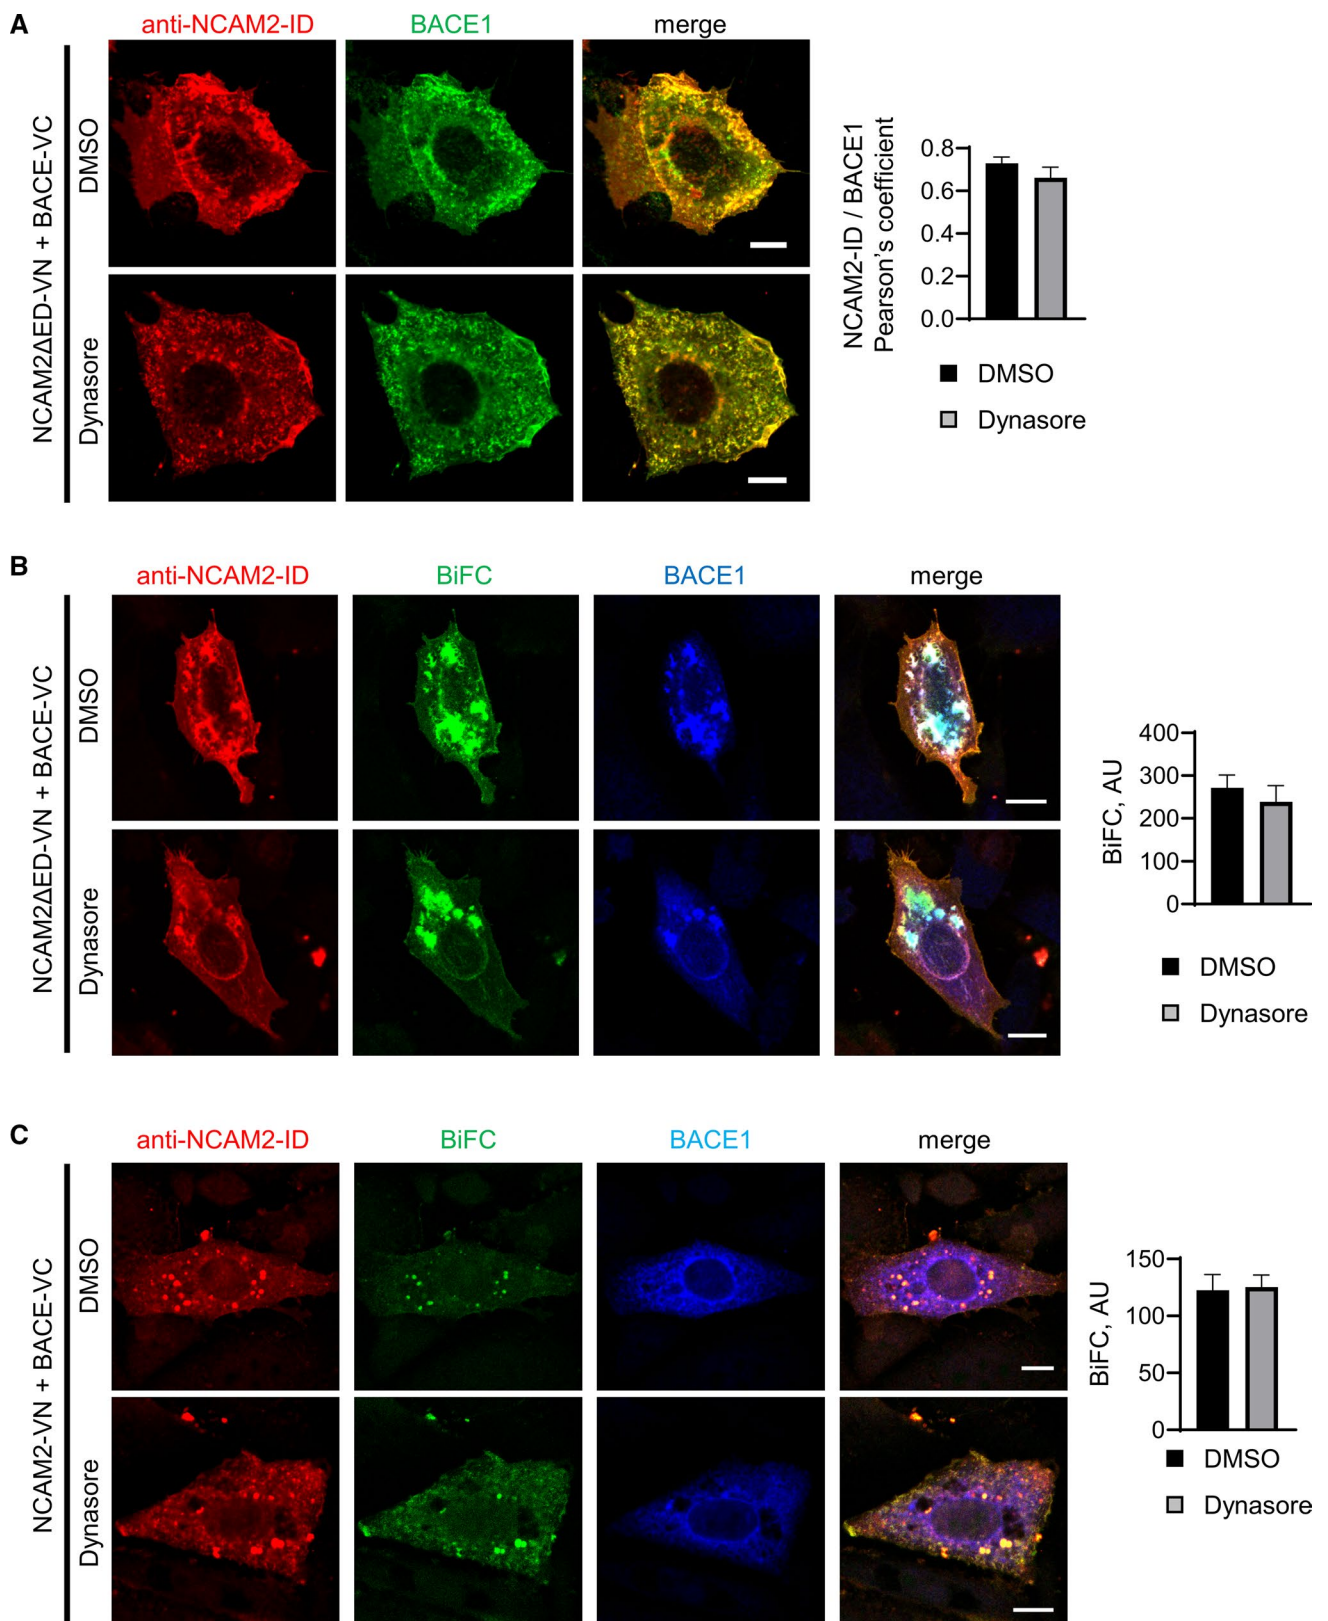 A
anti-NCAM2-ID
BACE1
merge
NCAM2ΔED-VN + BACE-VC
DMSO
Dynasore
NCAM2-ID / BACE1
Pearson's coefficient
0.8
0.6
0.4
0.2
0.0
DMSO
Dynasore
B
anti-NCAM2-ID
BiFC
BACE1
merge
NCAM2ΔED-VN + BACE-VC
DMSO
Dynasore
BiFC, AU
400
300
200
100
0
DMSO
Dynasore
C
anti-NCAM2-ID
BiFC
BACE1
merge
NCAM2-VN + BACE-VC
DMSO
Dynasore
BiFC, AU
150
100
50
0
DMSO
Dynasore